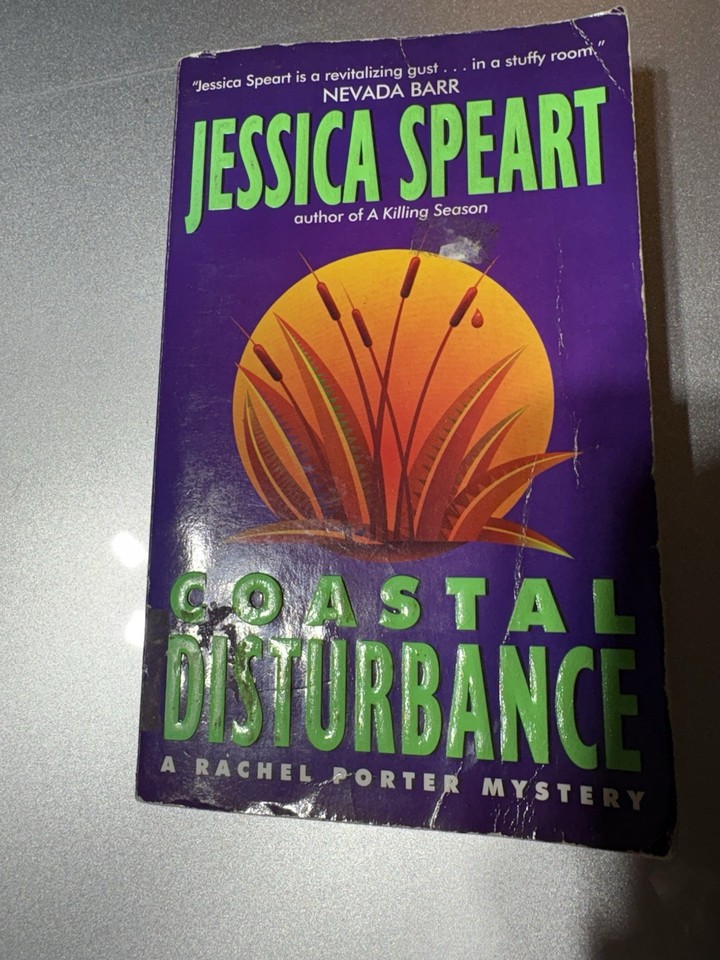 "Jessica Speart is a revitalizing gust . . . in a stuffy room."
NEVADA BARR
JESSICA SPEART
author of A Killing Season
COASTAL
DISTURBANCE
A RACHEL PORTER MYSTERY